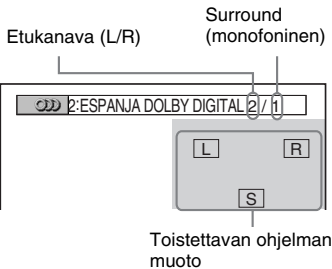 Etukanava (L/R)
Surround
(monofoninen)
2:ESPANJA DOLBY DIGITAL 2 / 1
L
R
S
Toistettavan ohjelman
muoto